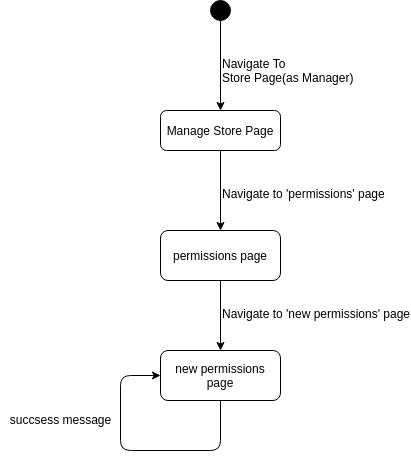 Navigate To
Store Page(as Manager)
Manage Store Page
Navigate to 'permissions' page
permissions page
Navigate to 'new permissions' page
new permissions
page
succsess message